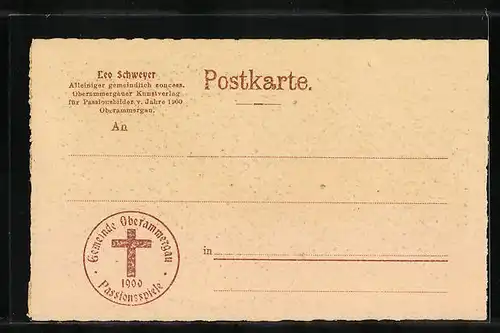 Leo Schweyer
Alleiniger gemeindlich concess.
Oberammergauer Kunstverlag
für Passionsbilder v. Jahre 1900
Oberammergau.
Postkarte.
An
in
Gemeinde Oberammergau
1900
Passionsspiele